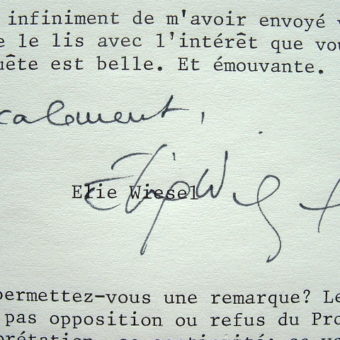 infiniment de m'avoir envoyé
le lis avec l'intérêt que vou
uête est belle. Et émouvante.
Elie Wiesel
permettez-vous une remarque? Le
pas opposition ou refus du Pro